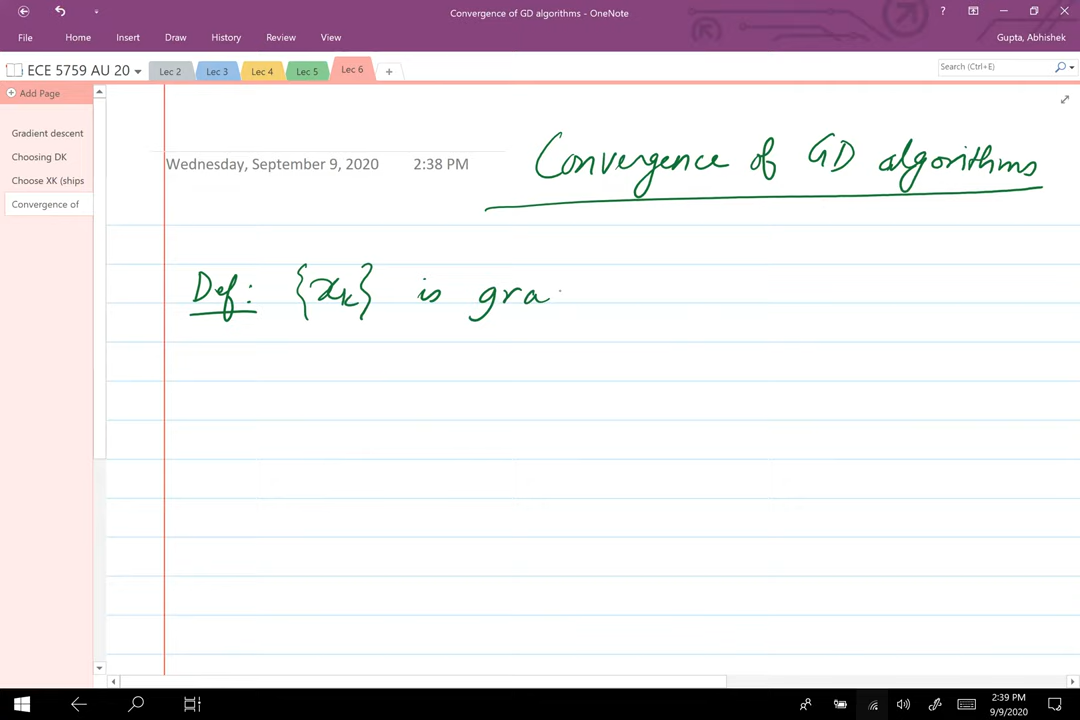 Convergence of GD algorithms - OneNote
Gupta, Abhishek
File Home Insert Draw History Review View
ECE 5759 AU 20
Lec 2 Lec 3 Lec 4 Lec 5 Lec 6
Search (Ctrl+E)
Add Page
Gradient descent
Choosing DK
Choose XK (ships
Convergence of
Wednesday, September 9, 2020 2:38 PM
Convergence of GD algorithms
Def: {x_k} is gra
2:39 PM
9/9/2020